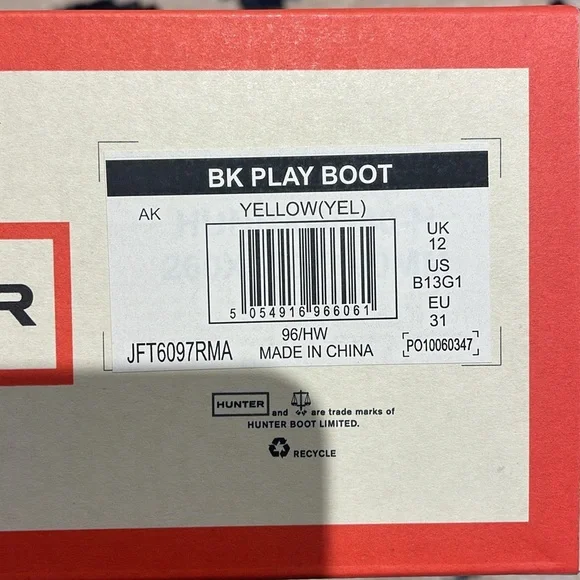 BK PLAY BOOT
AK
YELLOW(YEL)
UK
12
US
B13G1
EU
31
5 054916 966061
96/HW
JFT6097RMA
MADE IN CHINA
PO10060347
R
HUNTER and are trade marks of
HUNTER BOOT LIMITED.
RECYCLE